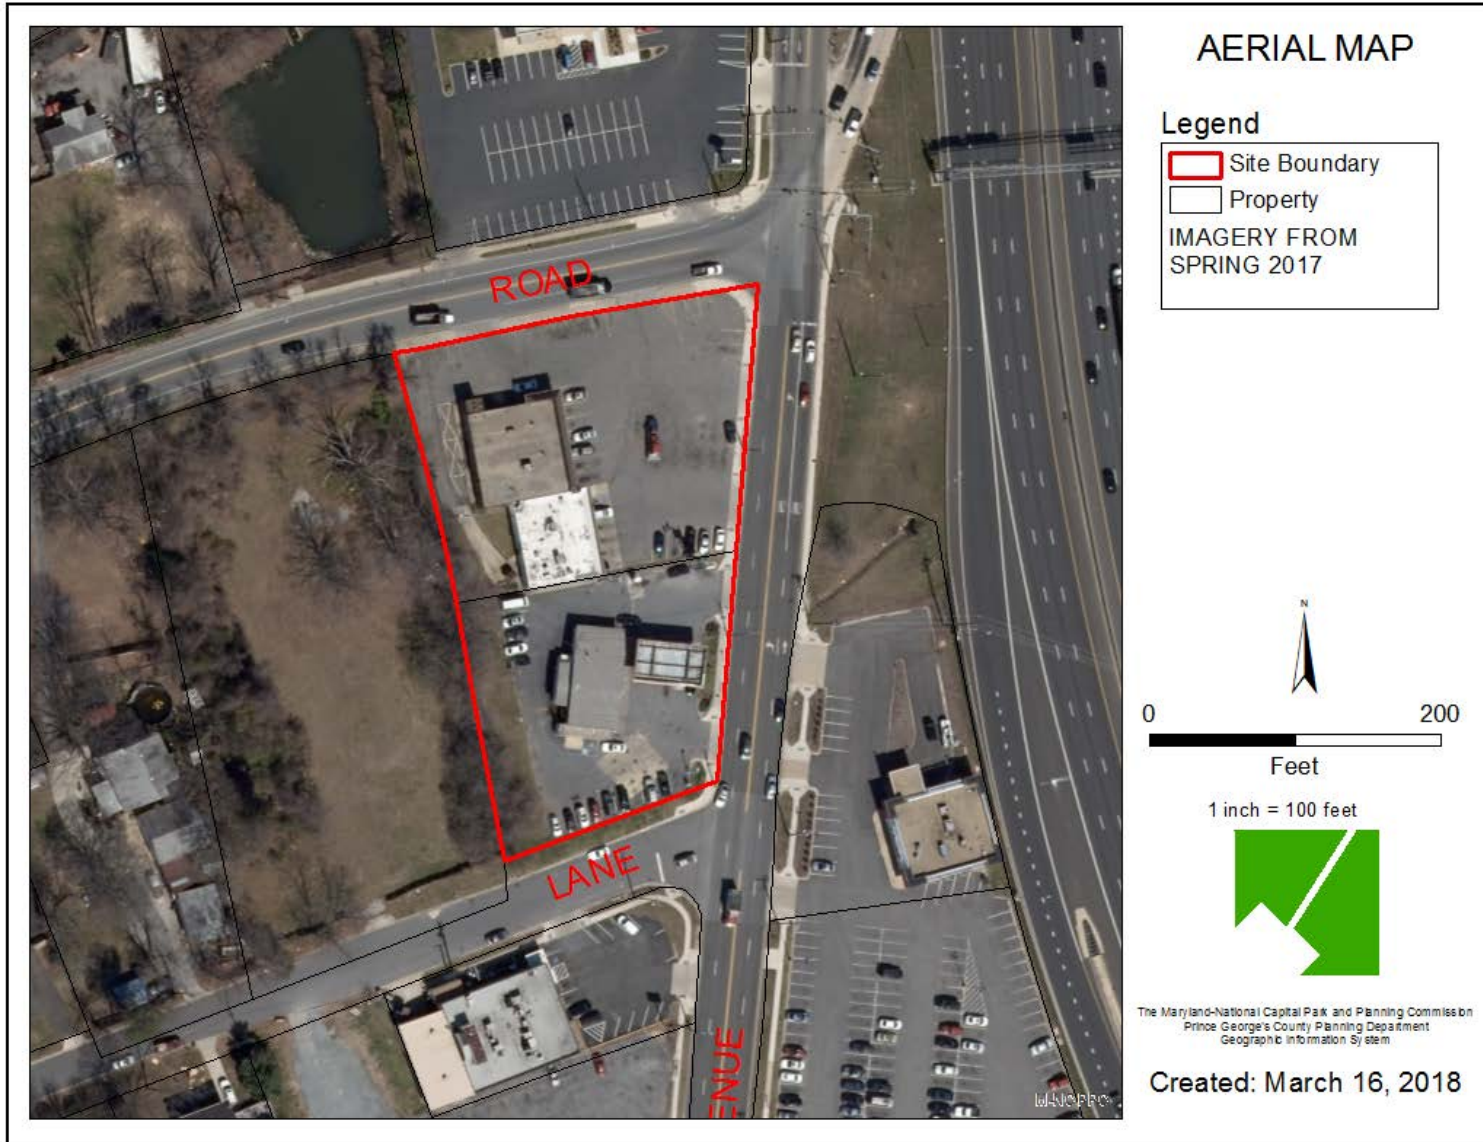 AERIAL MAP
Legend
Site Boundary
Property
IMAGERY FROM
SPRING 2017
ROAD
LANE
ENUE
N
0 200
Feet
1 inch = 100 feet
The Maryland-National Capital Park and Planning Commission
Prince George's County Planning Department
Geographic Information System
Created: March 16, 2018
M-NCPPC